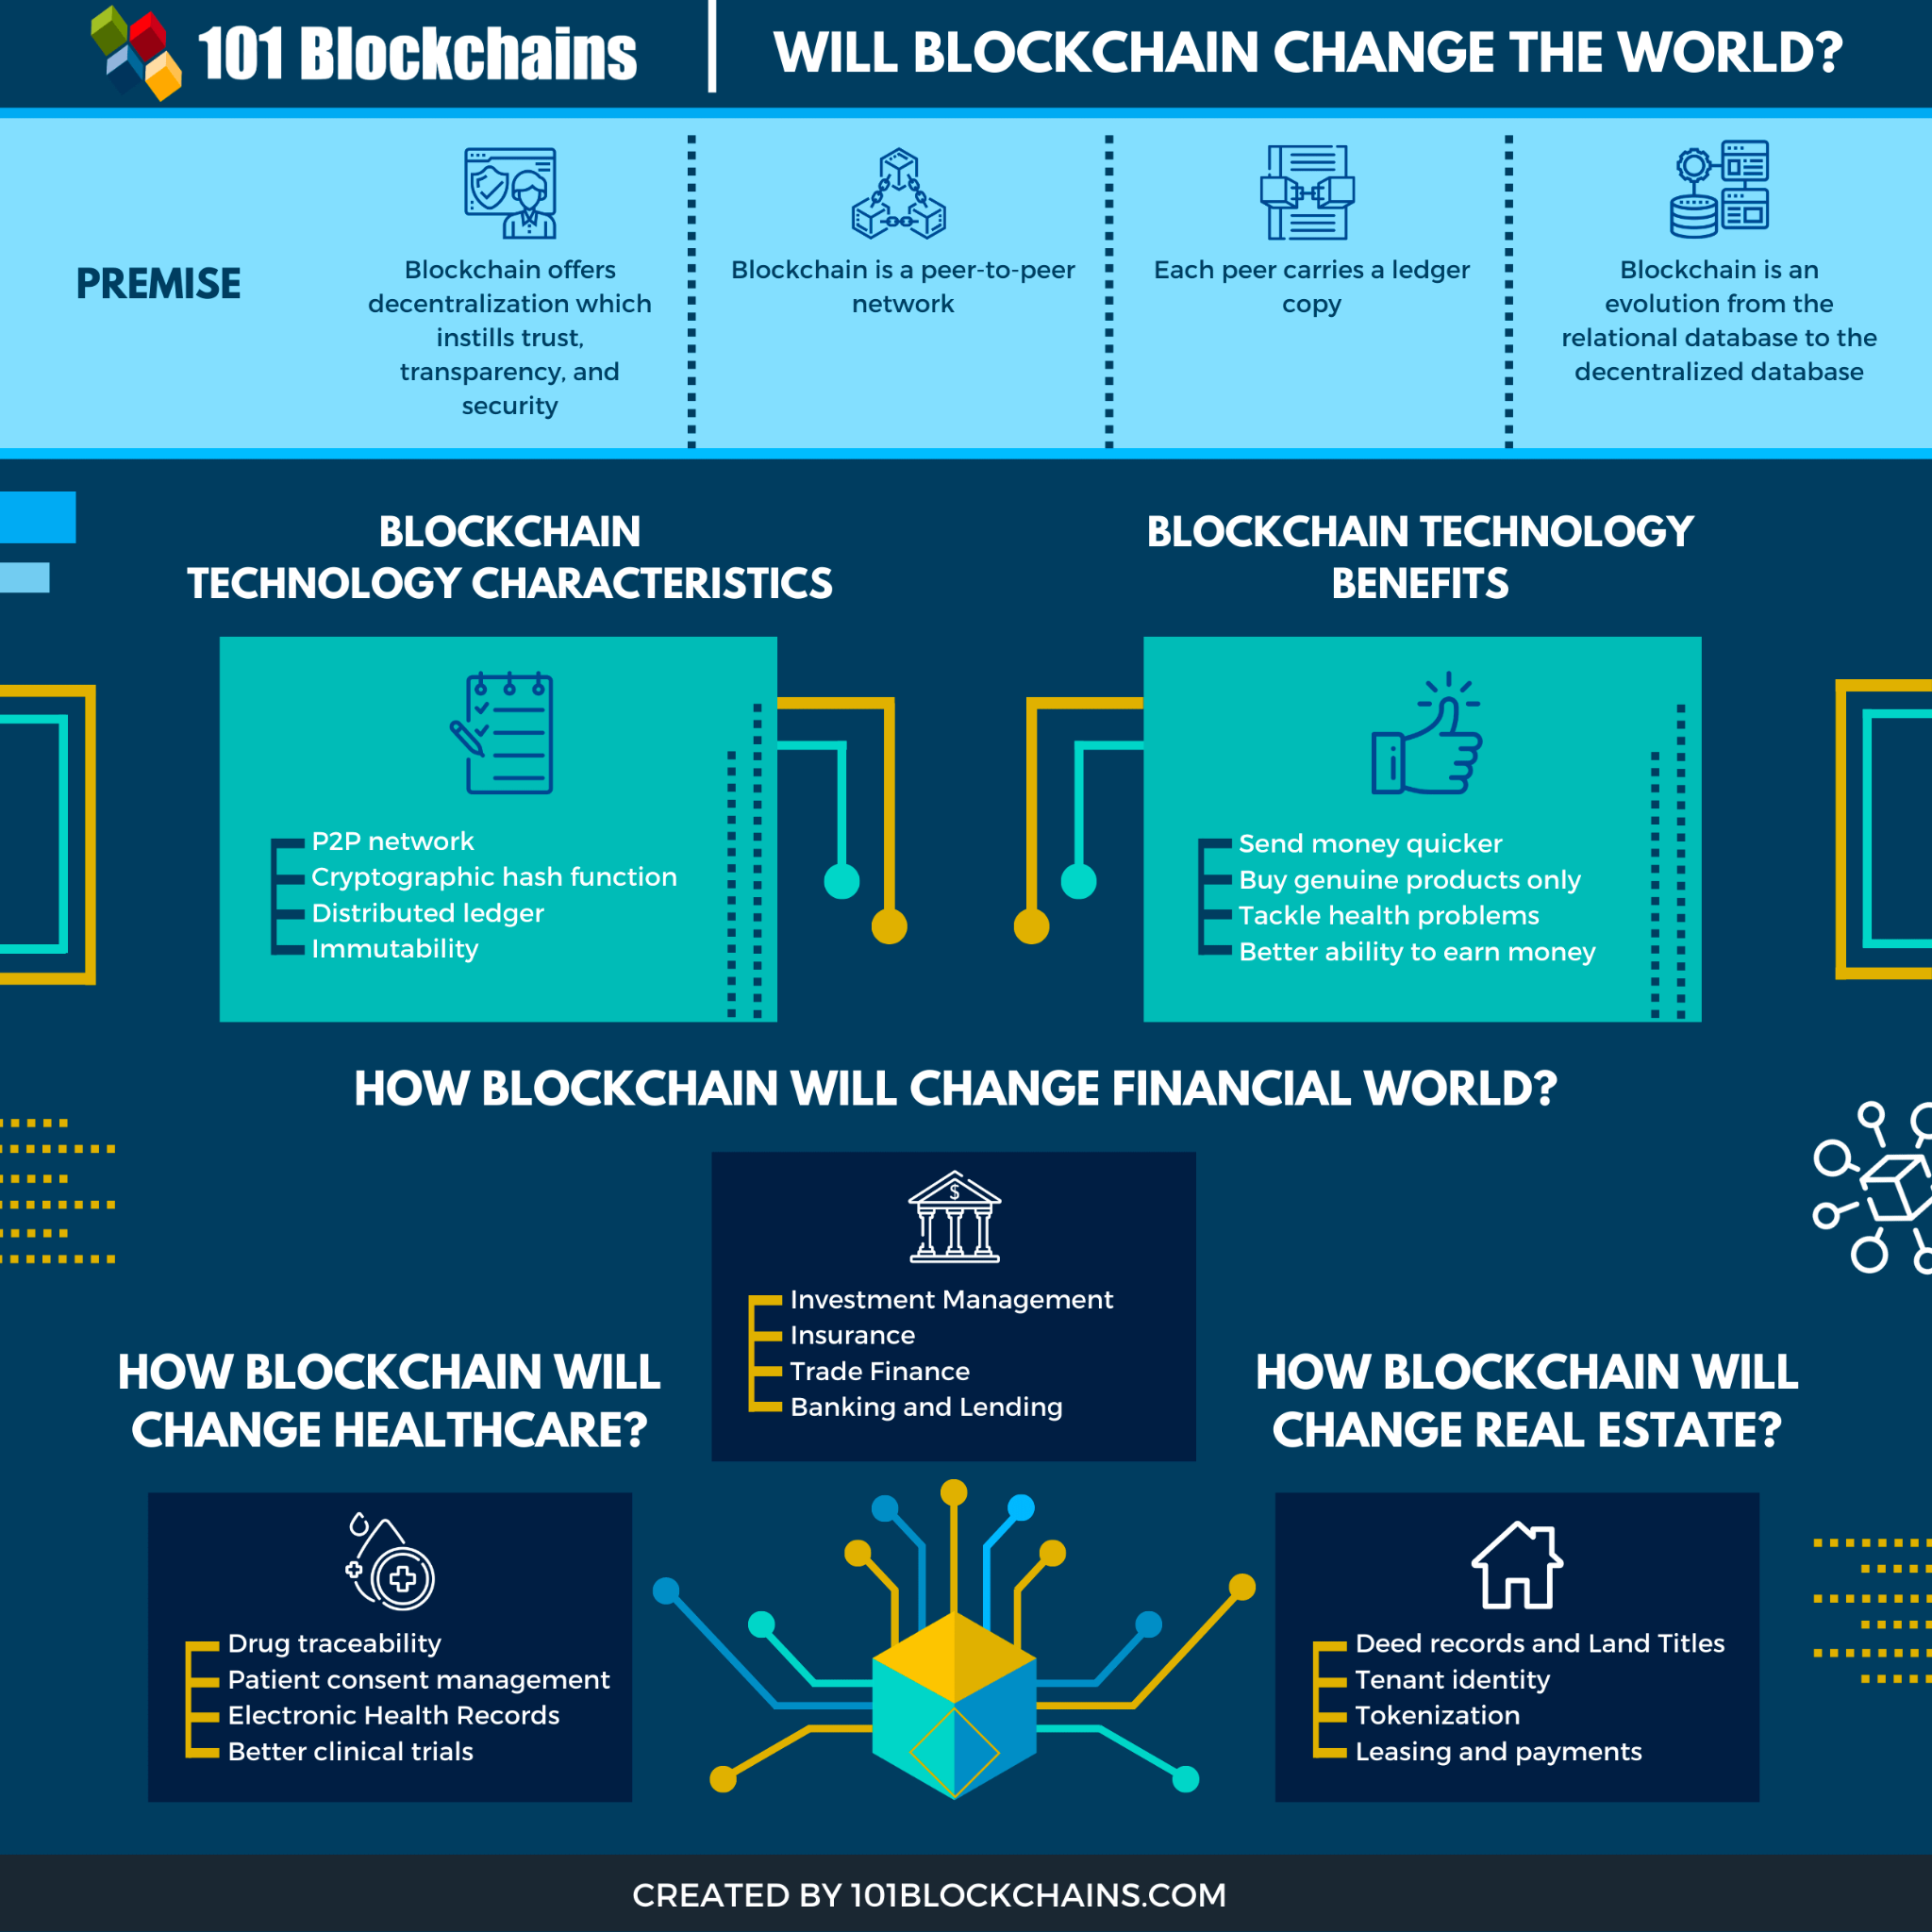 101 Blockchains
WILL BLOCKCHAIN CHANGE THE WORLD?
PREMISE
Blockchain offers
decentralization which
instills trust,
transparency, and
security
Blockchain is a peer-to-peer
network
Each peer carries a ledger
copy
Blockchain is an
evolution from the
relational database to the
decentralized database
BLOCKCHAIN
TECHNOLOGY CHARACTERISTICS
P2P network
Cryptographic hash function
Distributed ledger
Immutability
BLOCKCHAIN TECHNOLOGY
BENEFITS
Send money quicker
Buy genuine products only
Tackle health problems
Better ability to earn money
HOW BLOCKCHAIN WILL CHANGE FINANCIAL WORLD?
$
Investment Management
Insurance
Trade Finance
Banking and Lending
HOW BLOCKCHAIN WILL
CHANGE HEALTHCARE?
Drug traceability
Patient consent management
Electronic Health Records
Better clinical trials
HOW BLOCKCHAIN WILL
CHANGE REAL ESTATE?
Deed records and Land Titles
Tenant identity
Tokenization
Leasing and payments
CREATED BY 101BLOCKCHAINS.COM